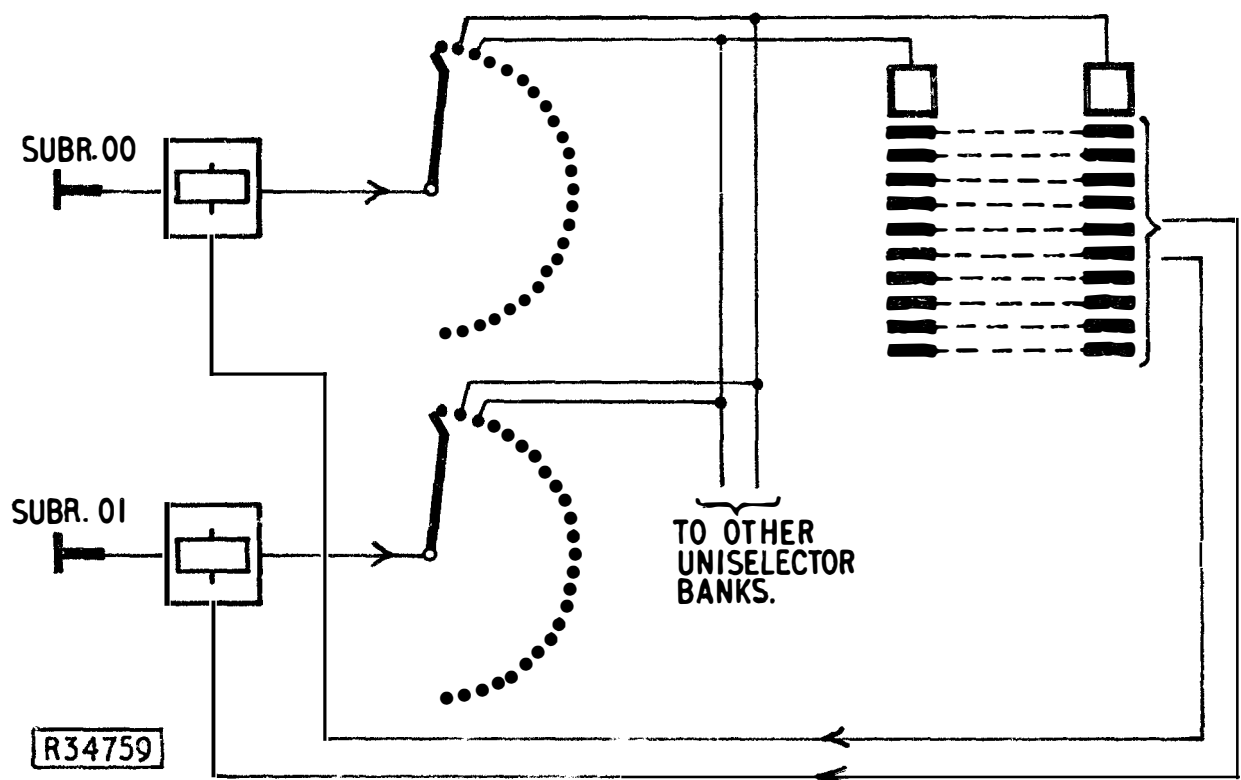 SUBR. 00
SUBR. 01
TO OTHER
UNISELECTOR
BANKS.
R34759